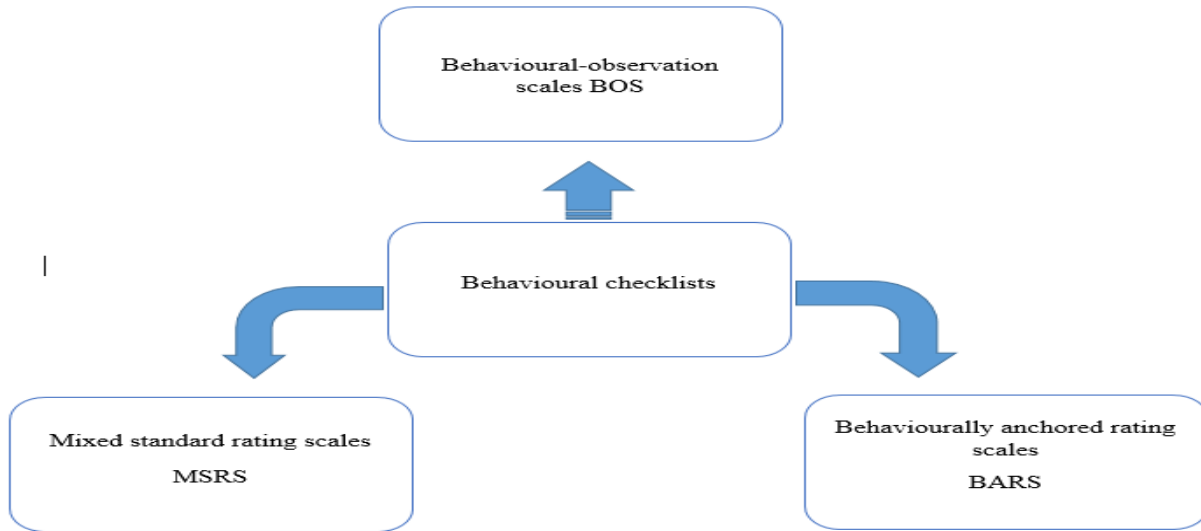 Behavioural-observation
scales BOS
Behavioural checklists
Mixed standard rating scales
MSRS
Behaviourally anchored rating
scales
BARS